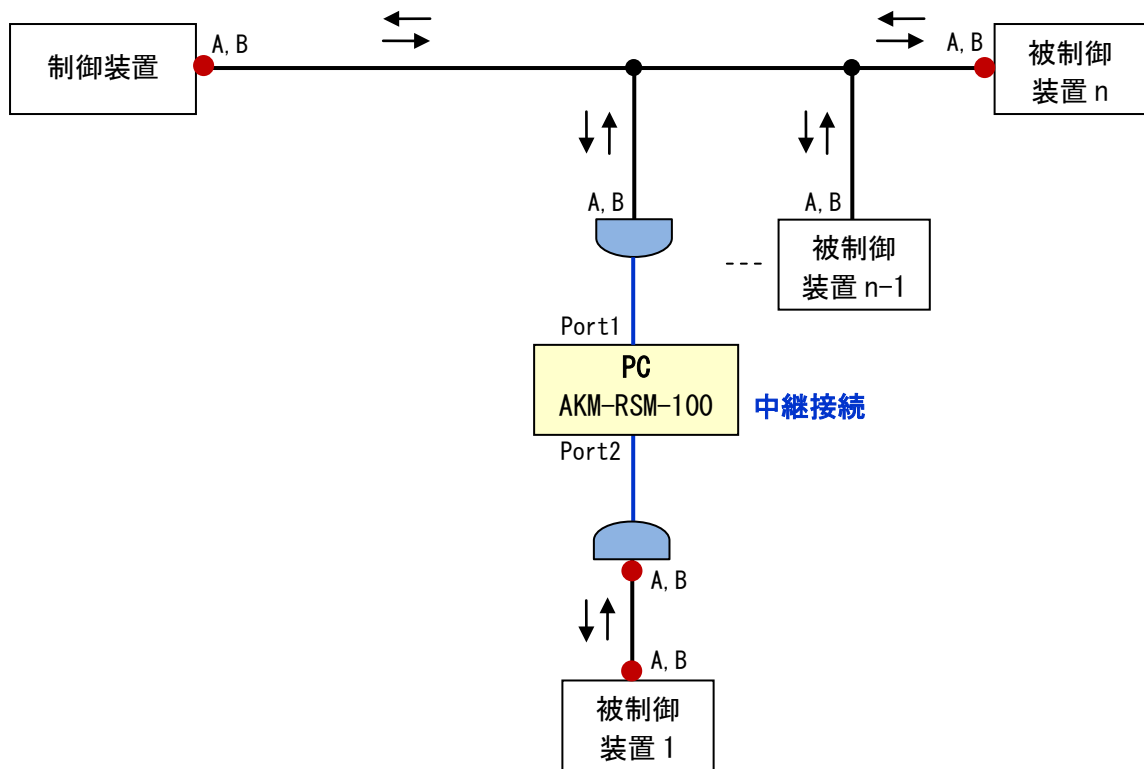 制御装置
A, B
A, B
被制御
装置 n
A, B
A, B
被制御
装置 n-1
---
Port1
PC
AKM-RSM-100
中継接続
Port2
A, B
A, B
被制御
装置 1